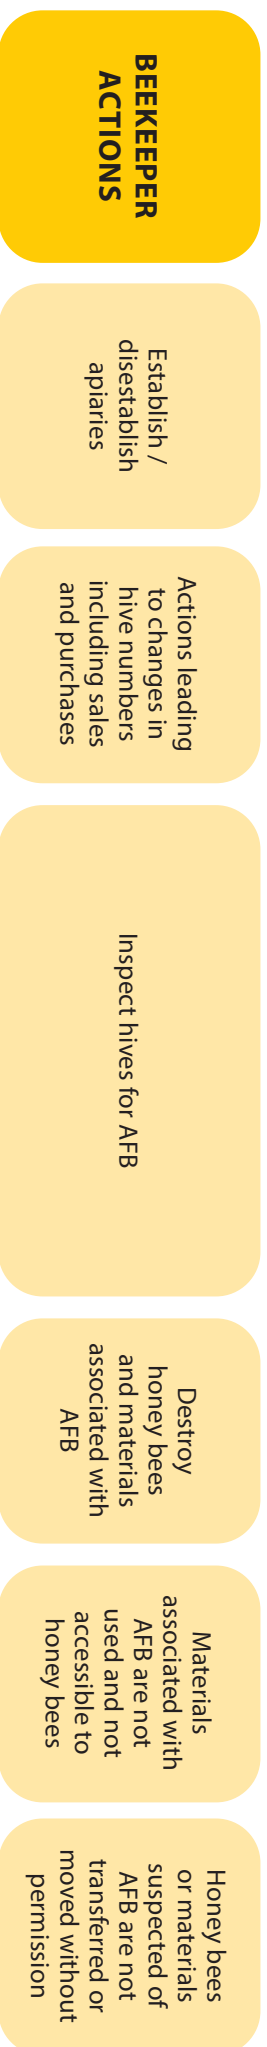 BEEKEEPER
ACTIONS
Establish /
disestablish
apiaries
Actions leading
to changes in
hive numbers
including sales
and purchases
Inspect hives for AFB
Destroy
honey bees
and materials
associated with
AFB
Materials
associated with
AFB are not
used and not
accessible to
honey bees
Honey bees
or materials
suspected of
AFB are not
transferred or
moved without
permission